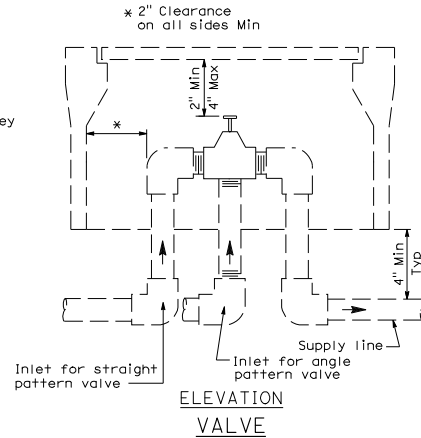 * 2" Clearance
on all sides Min
ey
2" Min
4" Max
*
4" Min
Typ
Supply line
Inlet for straight
pattern valve
Inlet for angle
pattern valve
ELEVATION
VALVE